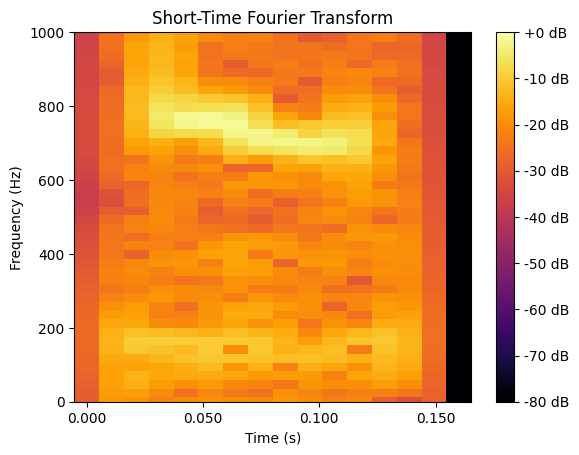 Short-Time Fourier Transform
1000
800
600
400
200
0
Frequency (Hz)
0.000
0.050
0.100
0.150
Time (s)
+0 dB
-10 dB
-20 dB
-30 dB
-40 dB
-50 dB
-60 dB
-70 dB
-80 dB